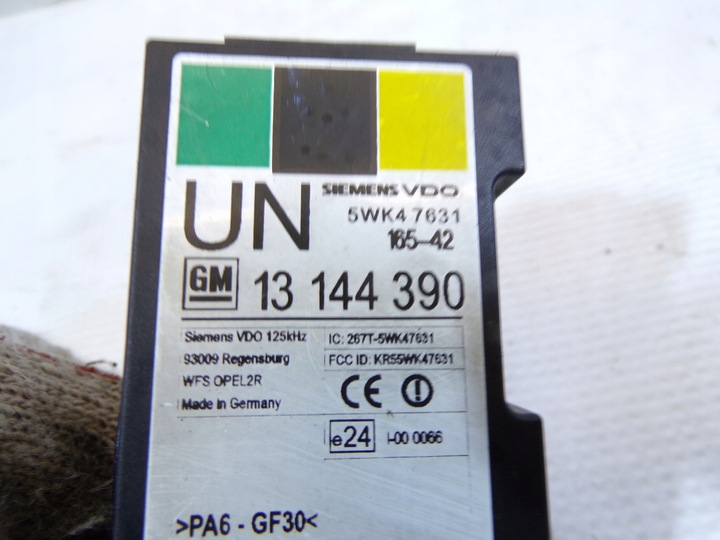 UN
SIEMENS VDO
5WK4 7631
165-42
GM 13 144 390
Siemens VDO 125kHz
93009 Regensburg
WFS OPEL2R
Made in Germany
IC: 267T-5WK47631
FCC ID: KR55WK47631
CE
e24 I-00 0066
>PA6 - GF30<